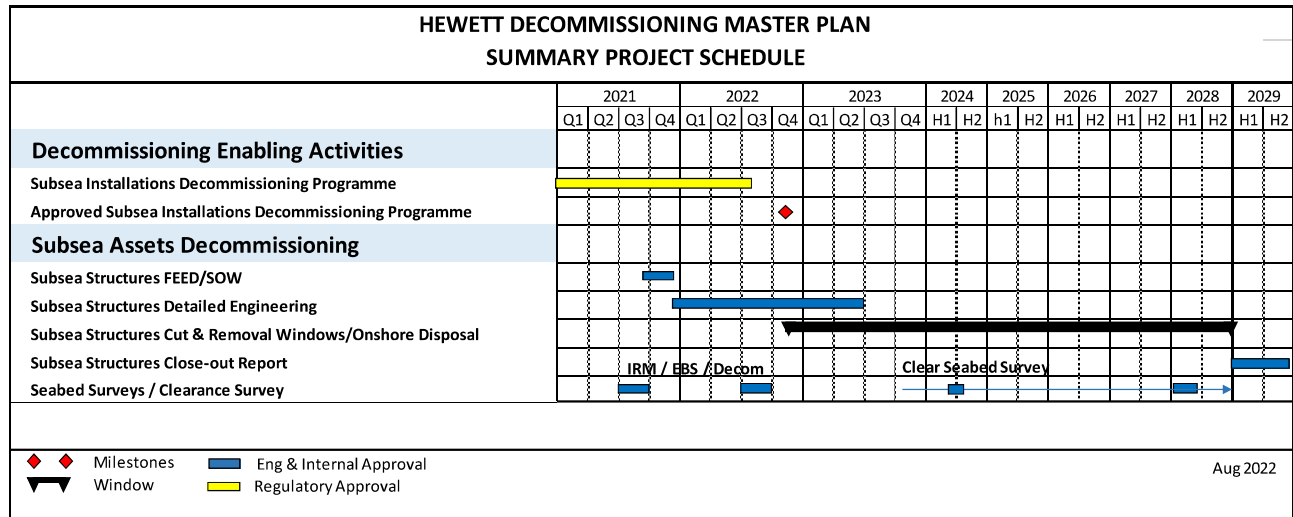 HEWETT DECOMMISSIONING MASTER PLAN
SUMMARY PROJECT SCHEDULE
2021 2022 2023 2024 2025 2026 2027 2028 2029
Q1 Q2 Q3 Q4 Q1 Q2 Q3 Q4 Q1 Q2 Q3 Q4 H1 H2 h1 H2 H1 H2 H1 H2 H1 H2 H1 H2
Decommissioning Enabling Activities
Subsea Installations Decommissioning Programme
Approved Subsea Installations Decommissioning Programme
Subsea Assets Decommissioning
Subsea Structures FEED/SOW
Subsea Structures Detailed Engineering
Subsea Structures Cut & Removal Windows/Onshore Disposal
Subsea Structures Close-out Report
IRM / EBS / Decom Clear Seabed Survey
Seabed Surveys / Clearance Survey
Milestones Eng & Internal Approval Aug 2022
Window Regulatory Approval